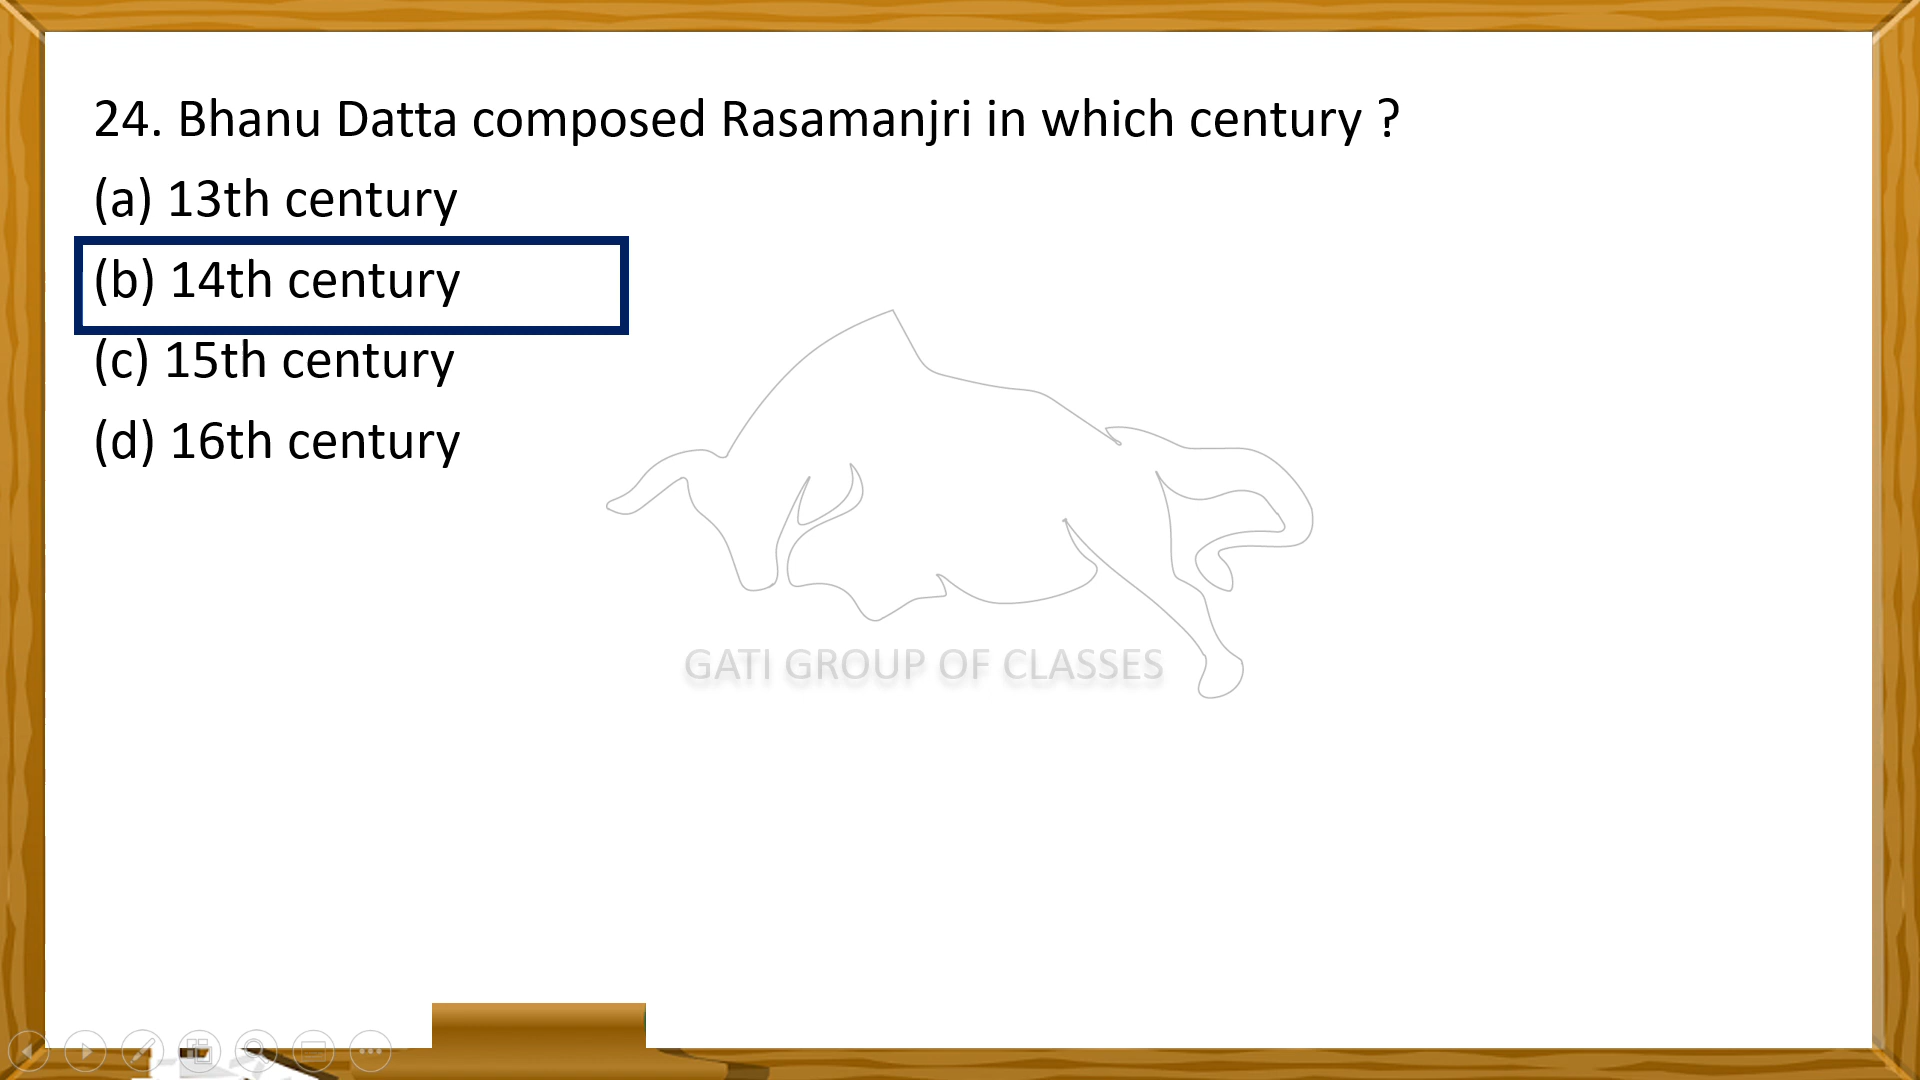 24. Bhanu Datta composed Rasamanjri in which century ?
(a) 13th century
(b) 14th century
(c) 15th century
(d) 16th century
GATI GROUP OF CLASSES